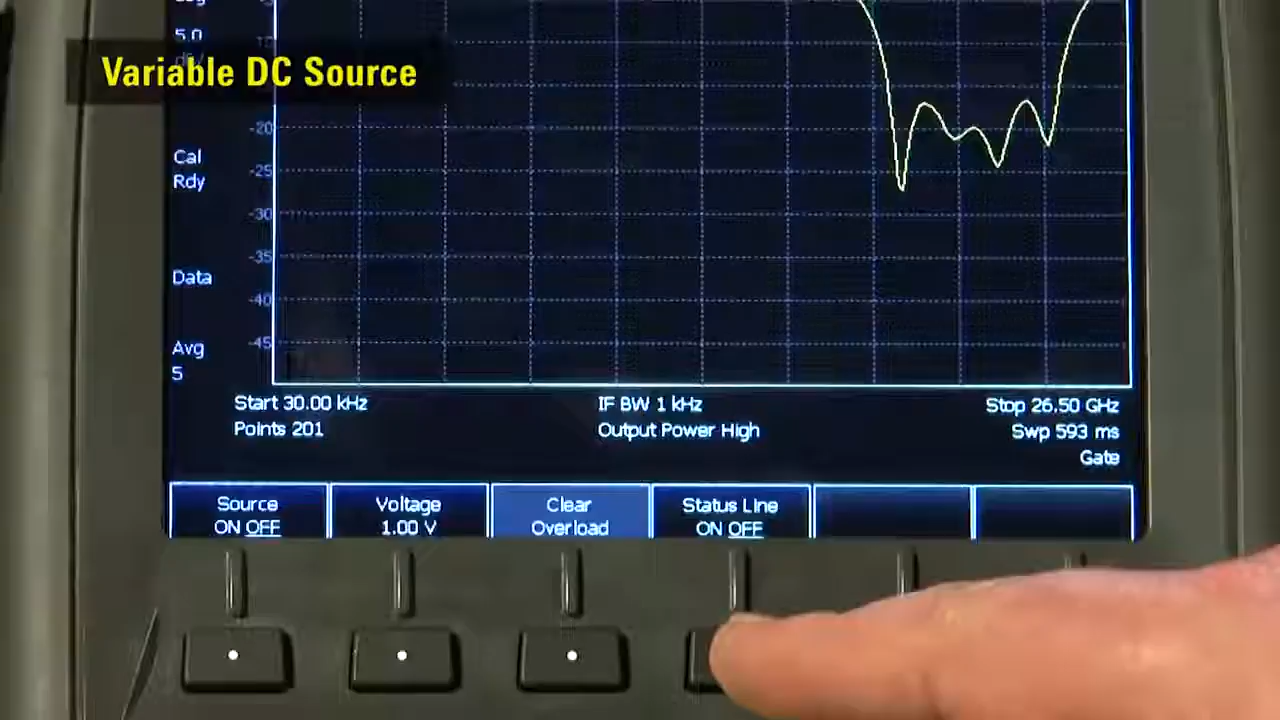 5.0
Variable DC Source
-20
Cal
Rdy
-25
-30
-35
Data
-40
-45
Avg
5
Start 30.00 kHz IF BW 1 kHz Stop 26.50 GHz
Points 201 Output Power High Swp 593 ms
Gate
Source Voltage Clear Status Line
ON OFF 1.00 V Overload ON OFF